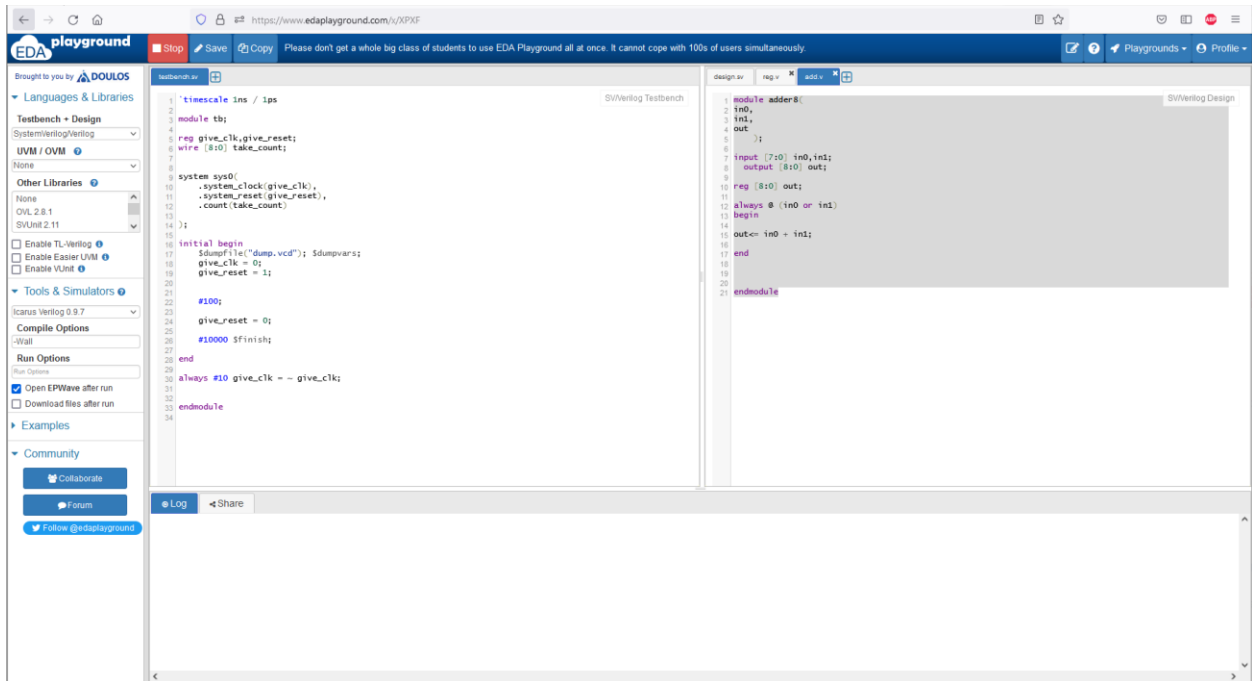 https://www.edaplayground.com/x/XPXF
ABP
EDA playground
Stop
Save
Copy
Please don't get a whole big class of students to use EDA Playground all at once. It cannot cope with 100s of users simultaneously.
Playgrounds
Profile
Brought to you by DOULOS
Languages & Libraries
Testbench + Design
SystemVerilog/Verilog
UVM / OVM
None
Other Libraries
None
OVL 2.8.1
SVUnit 2.11
Enable TL-Verilog
Enable Easier UVM
Enable VUnit
Tools & Simulators
Icarus Verilog 0.9.7
Compile Options
-Wall
Run Options
Run Options
Open EPWave after run
Download files after run
Examples
Community
Collaborate
Forum
Follow @edaplayground
testbench.sv
SV/Verilog Testbench
1 `timescale 1ns / 1ps
2
3 module tb;
4
5 reg give_clk,give_reset;
6 wire [8:0] take_count;
7
8
9 system sys0(
10 .system_clock(give_clk),
11 .system_reset(give_reset),
12 .count(take_count)
13
14 );
15
16 initial begin
17 $dumpfile("dump.vcd"); $dumpvars;
18 give_clk = 0;
19 give_reset = 1;
20
21
22 #100;
23
24 give_reset = 0;
25
26 #10000 $finish;
27
28 end
29
30 always #10 give_clk = ~ give_clk;
31
32
33 endmodule
34
design.sv
reg.v
add.v
SV/Verilog Design
1 module adder8(
2 in0,
3 in1,
4 out
5 );
6
7 input [7:0] in0,in1;
8 output [8:0] out;
9
10 reg [8:0] out;
11
12 always @ (in0 or in1)
13 begin
14
15 out<= in0 + in1;
16
17 end
18
19
20
21 endmodule
Log
Share